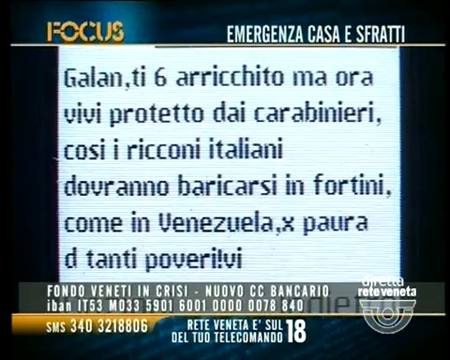 FOCUS
EMERGENZA CASA E SFRATTI
Galan,ti 6 arricchito ma ora
vivi protetto dai carabinieri,
cosi i ricconi italiani
dovranno baricarsi in fortini,
come in Venezuela,x paura
d tanti poveri!vi
diretta
reteveneta
FONDO VENETI IN CRISI - NUOVO CC BANCARIO
iban IT53 M033 5901 6001 0000 0078 840
SMS 340 3218806
RETE VENETA E' SUL
DEL TUO TELECOMANDO 18